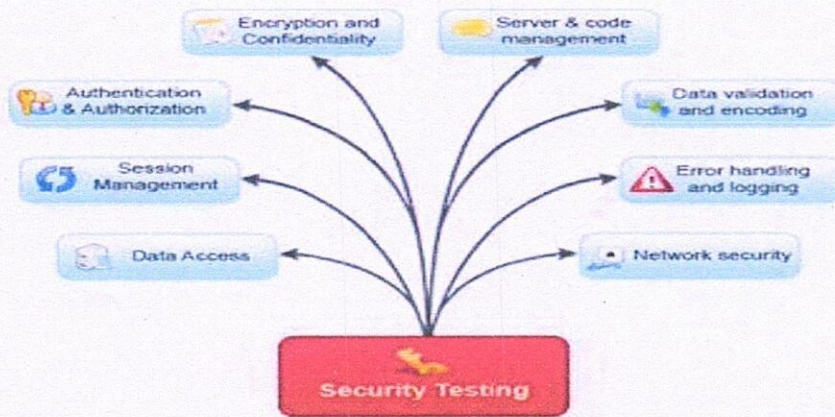 Encryption and
Confidentiality
Server & code
management
Authentication
& Authorization
Data validation
and encoding
Session
Management
Error handling
and logging
Data Access
Network security
Security Testing